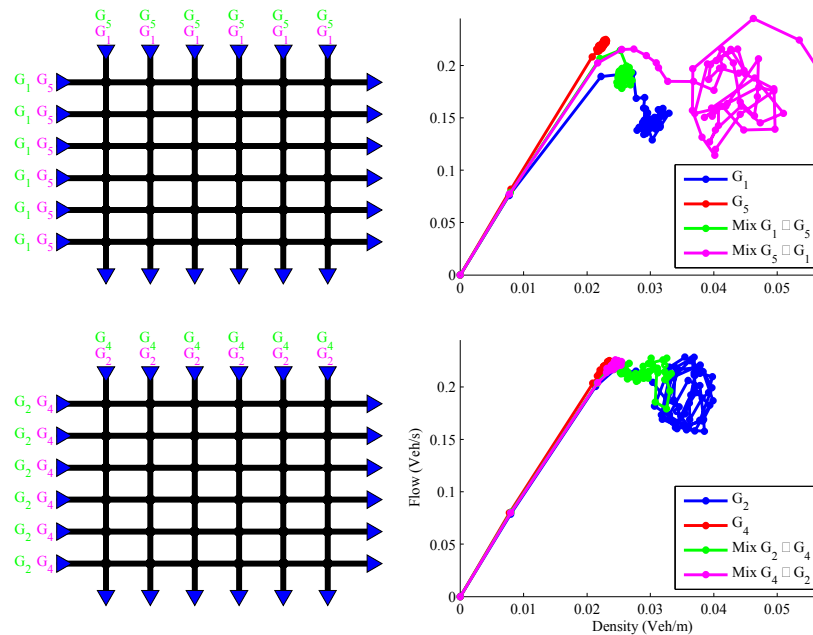 G5 G5 G5 G5 G5 G5
G1 G1 G1 G1 G1 G1
G1 G5
G1 G5
G1 G5
G1 G5
G1 G5
G1 G5
0.2
0.15
0.1
0.05
0
0 0.01 0.02 0.03 0.04 0.05
G1
G5
Mix G1 □ G5
Mix G5 □ G1
G4 G4 G4 G4 G4 G4
G2 G2 G2 G2 G2 G2
G2 G4
G2 G4
G2 G4
G2 G4
G2 G4
G2 G4
Flow (Veh/s)
0.2
0.15
0.1
0.05
0
0 0.01 0.02 0.03 0.04 0.05
Density (Veh/m)
G2
G4
Mix G2 □ G4
Mix G4 □ G2